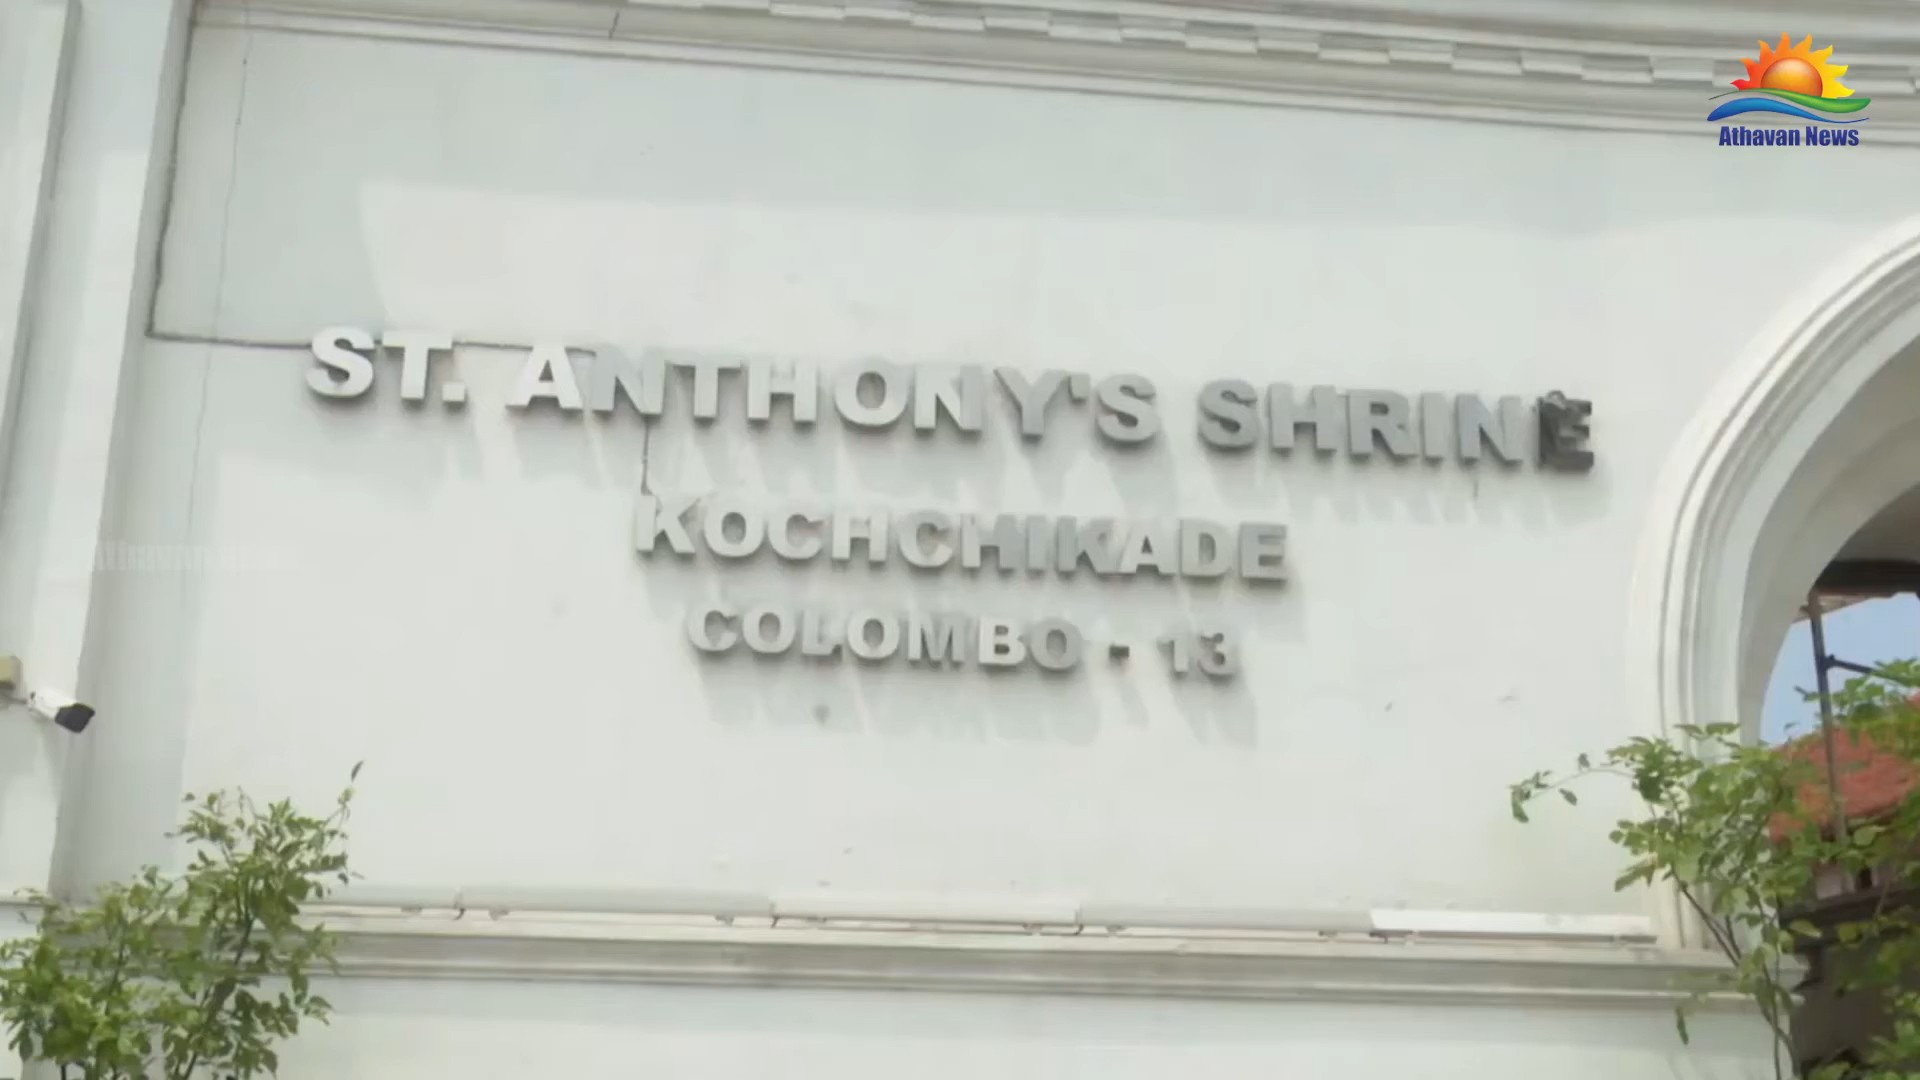 Athavan News
ST. ANTHONY'S SHRINE
KOCHCHIKADE
COLOMBO - 13